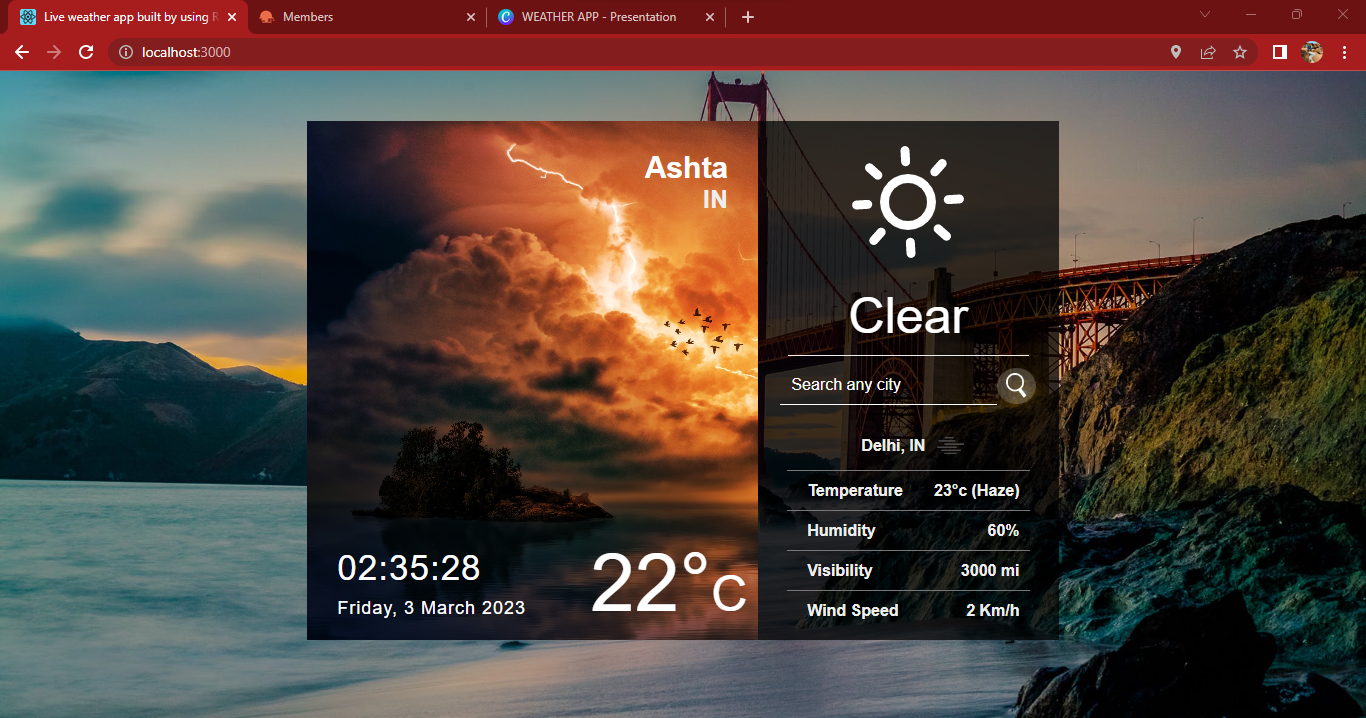 Live weather app built by using R
Members
WEATHER APP - Presentation
localhost:3000
Ashta
IN
02:35:28
Friday, 3 March 2023
22°c
Clear
Search any city
Delhi, IN
Temperature 23°c (Haze)
Humidity 60%
Visibility 3000 mi
Wind Speed 2 Km/h